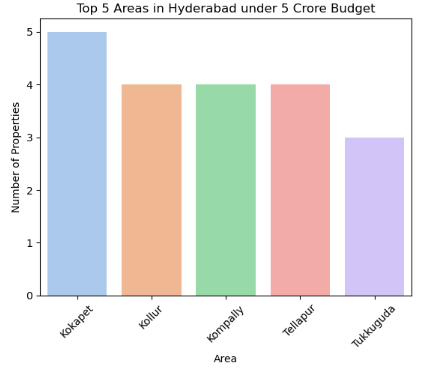 Top 5 Areas in Hyderabad under 5 Crore Budget
Number of Properties
5
4
3
2
1
0
Kokapet
Kollur
Kompally
Tellapur
Tukkuguda
Area